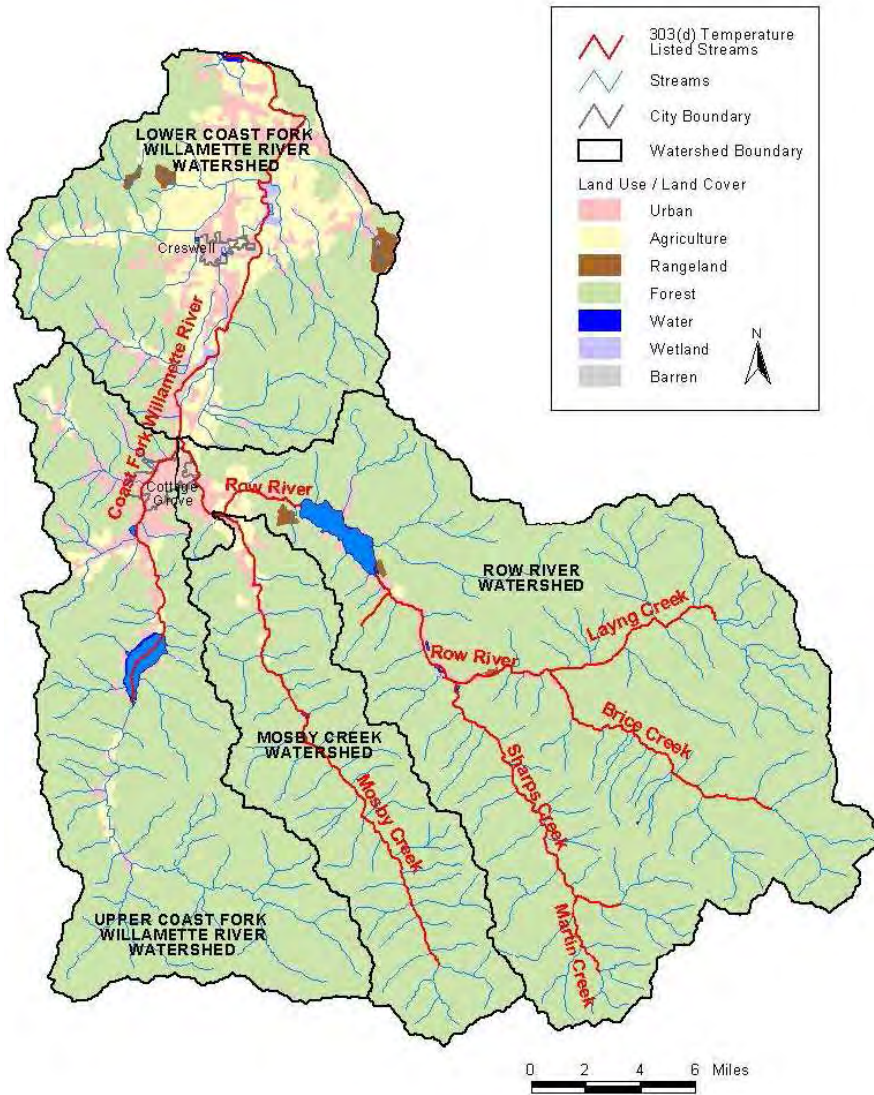 303(d) Temperature
Listed Streams
Streams
City Boundary
Watershed Boundary
Land Use / Land Cover
Urban
Agriculture
Rangeland
Forest
Water
Wetland
Barren
N
LOWER COAST FORK
WILLAMETTE RIVER
WATERSHED
Creswell
Coast Fork Willamette River
Cottage
Grove
Row River
ROW RIVER
WATERSHED
Layng Creek
Row River
Brice Creek
MOSBY CREEK
WATERSHED
Sharps Creek
Mosby Creek
Martin Creek
UPPER COAST FORK
WILLAMETTE RIVER
WATERSHED
0 2 4 6 Miles